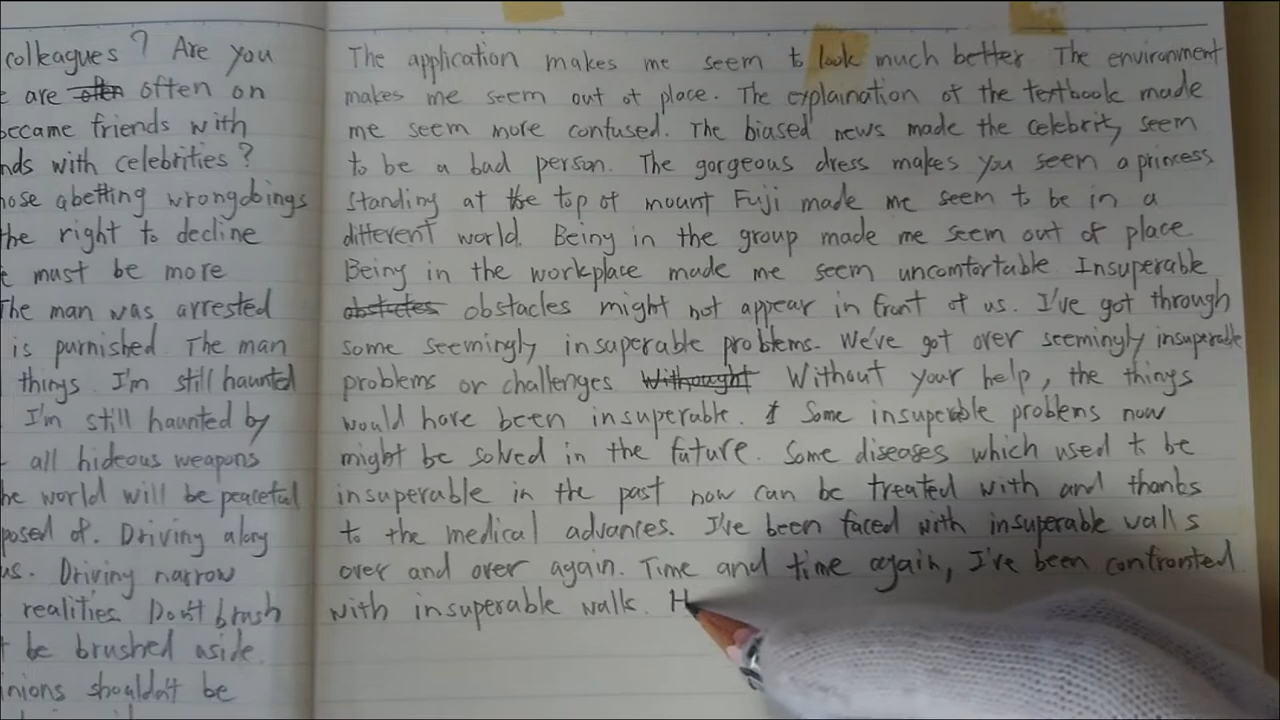 colleagues? Are you
are often often on
became friends with
nds with celebrities?
hose abetting wrongdoings
the right to decline
must be more
The man was arrested
is purnished The man
things. I'm still haunted
I'm still haunted by
all hideous weapons
he world will be peaceful
posed of. Driving along
us. Driving narrow
realities. Don't brush
be brushed aside.
inions shouldn't be
The application makes me seem to look much better The environment
makes me seem out of place. The explaination of the textbook made
me seem more confused. The biased news made the celebrity seem
to be a bad person. The gorgeous dress makes you seem a princess
Standing at the top of mount Fuji made me seem to be in a
different world. Being in the group made me seem out of place
Being in the workplace made me seem uncomfortable Insuperable
obstctes obstacles might not appear in front of us. I've got through
some seemingly insuperable problems. We've got over seemingly insuperable
problems or challenges Withought Without your help, the things
would have been insuperable. Some insuperable problems now
might be solved in the future. Some diseases which used to be
insuperable in the past now can be treated with and thanks
to the medical advances. I've been faced with insuperable walls
over and over again. Time and time again, I've been confronted
with insuperable walls. H